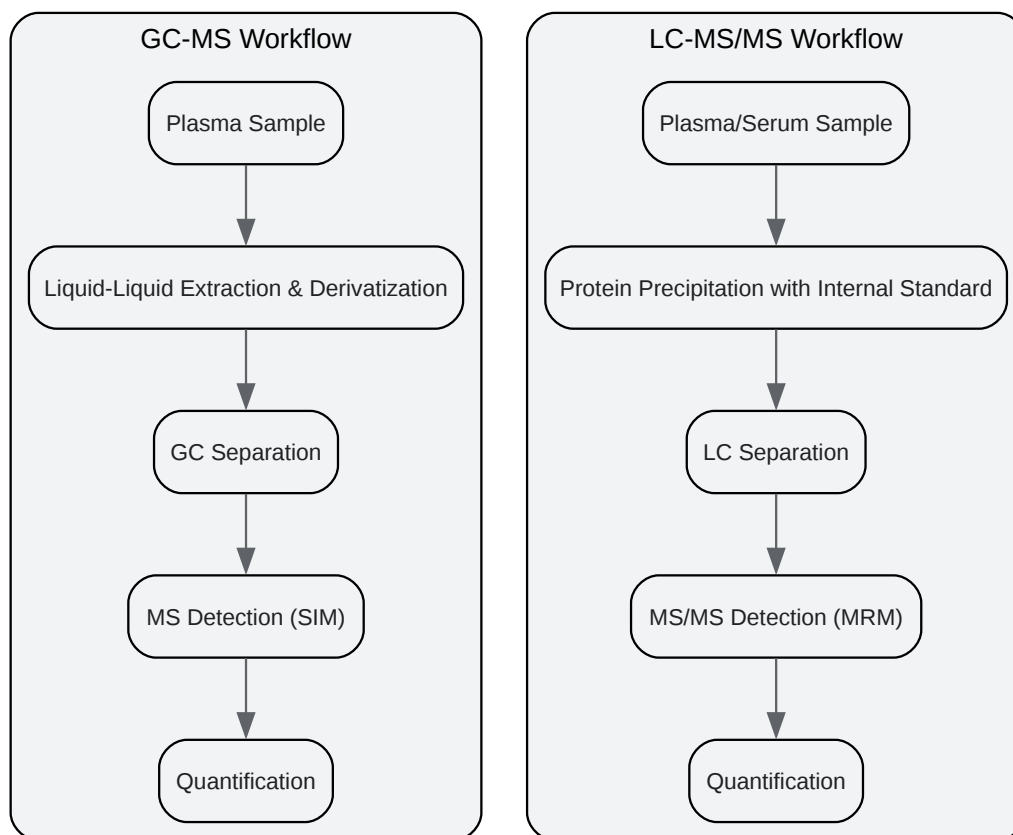 GC-MS Workflow
Plasma Sample
Liquid-Liquid Extraction & Derivatization
GC Separation
MS Detection (SIM)
Quantification
LC-MS/MS Workflow
Plasma/Serum Sample
Protein Precipitation with Internal Standard
LC Separation
MS/MS Detection (MRM)
Quantification